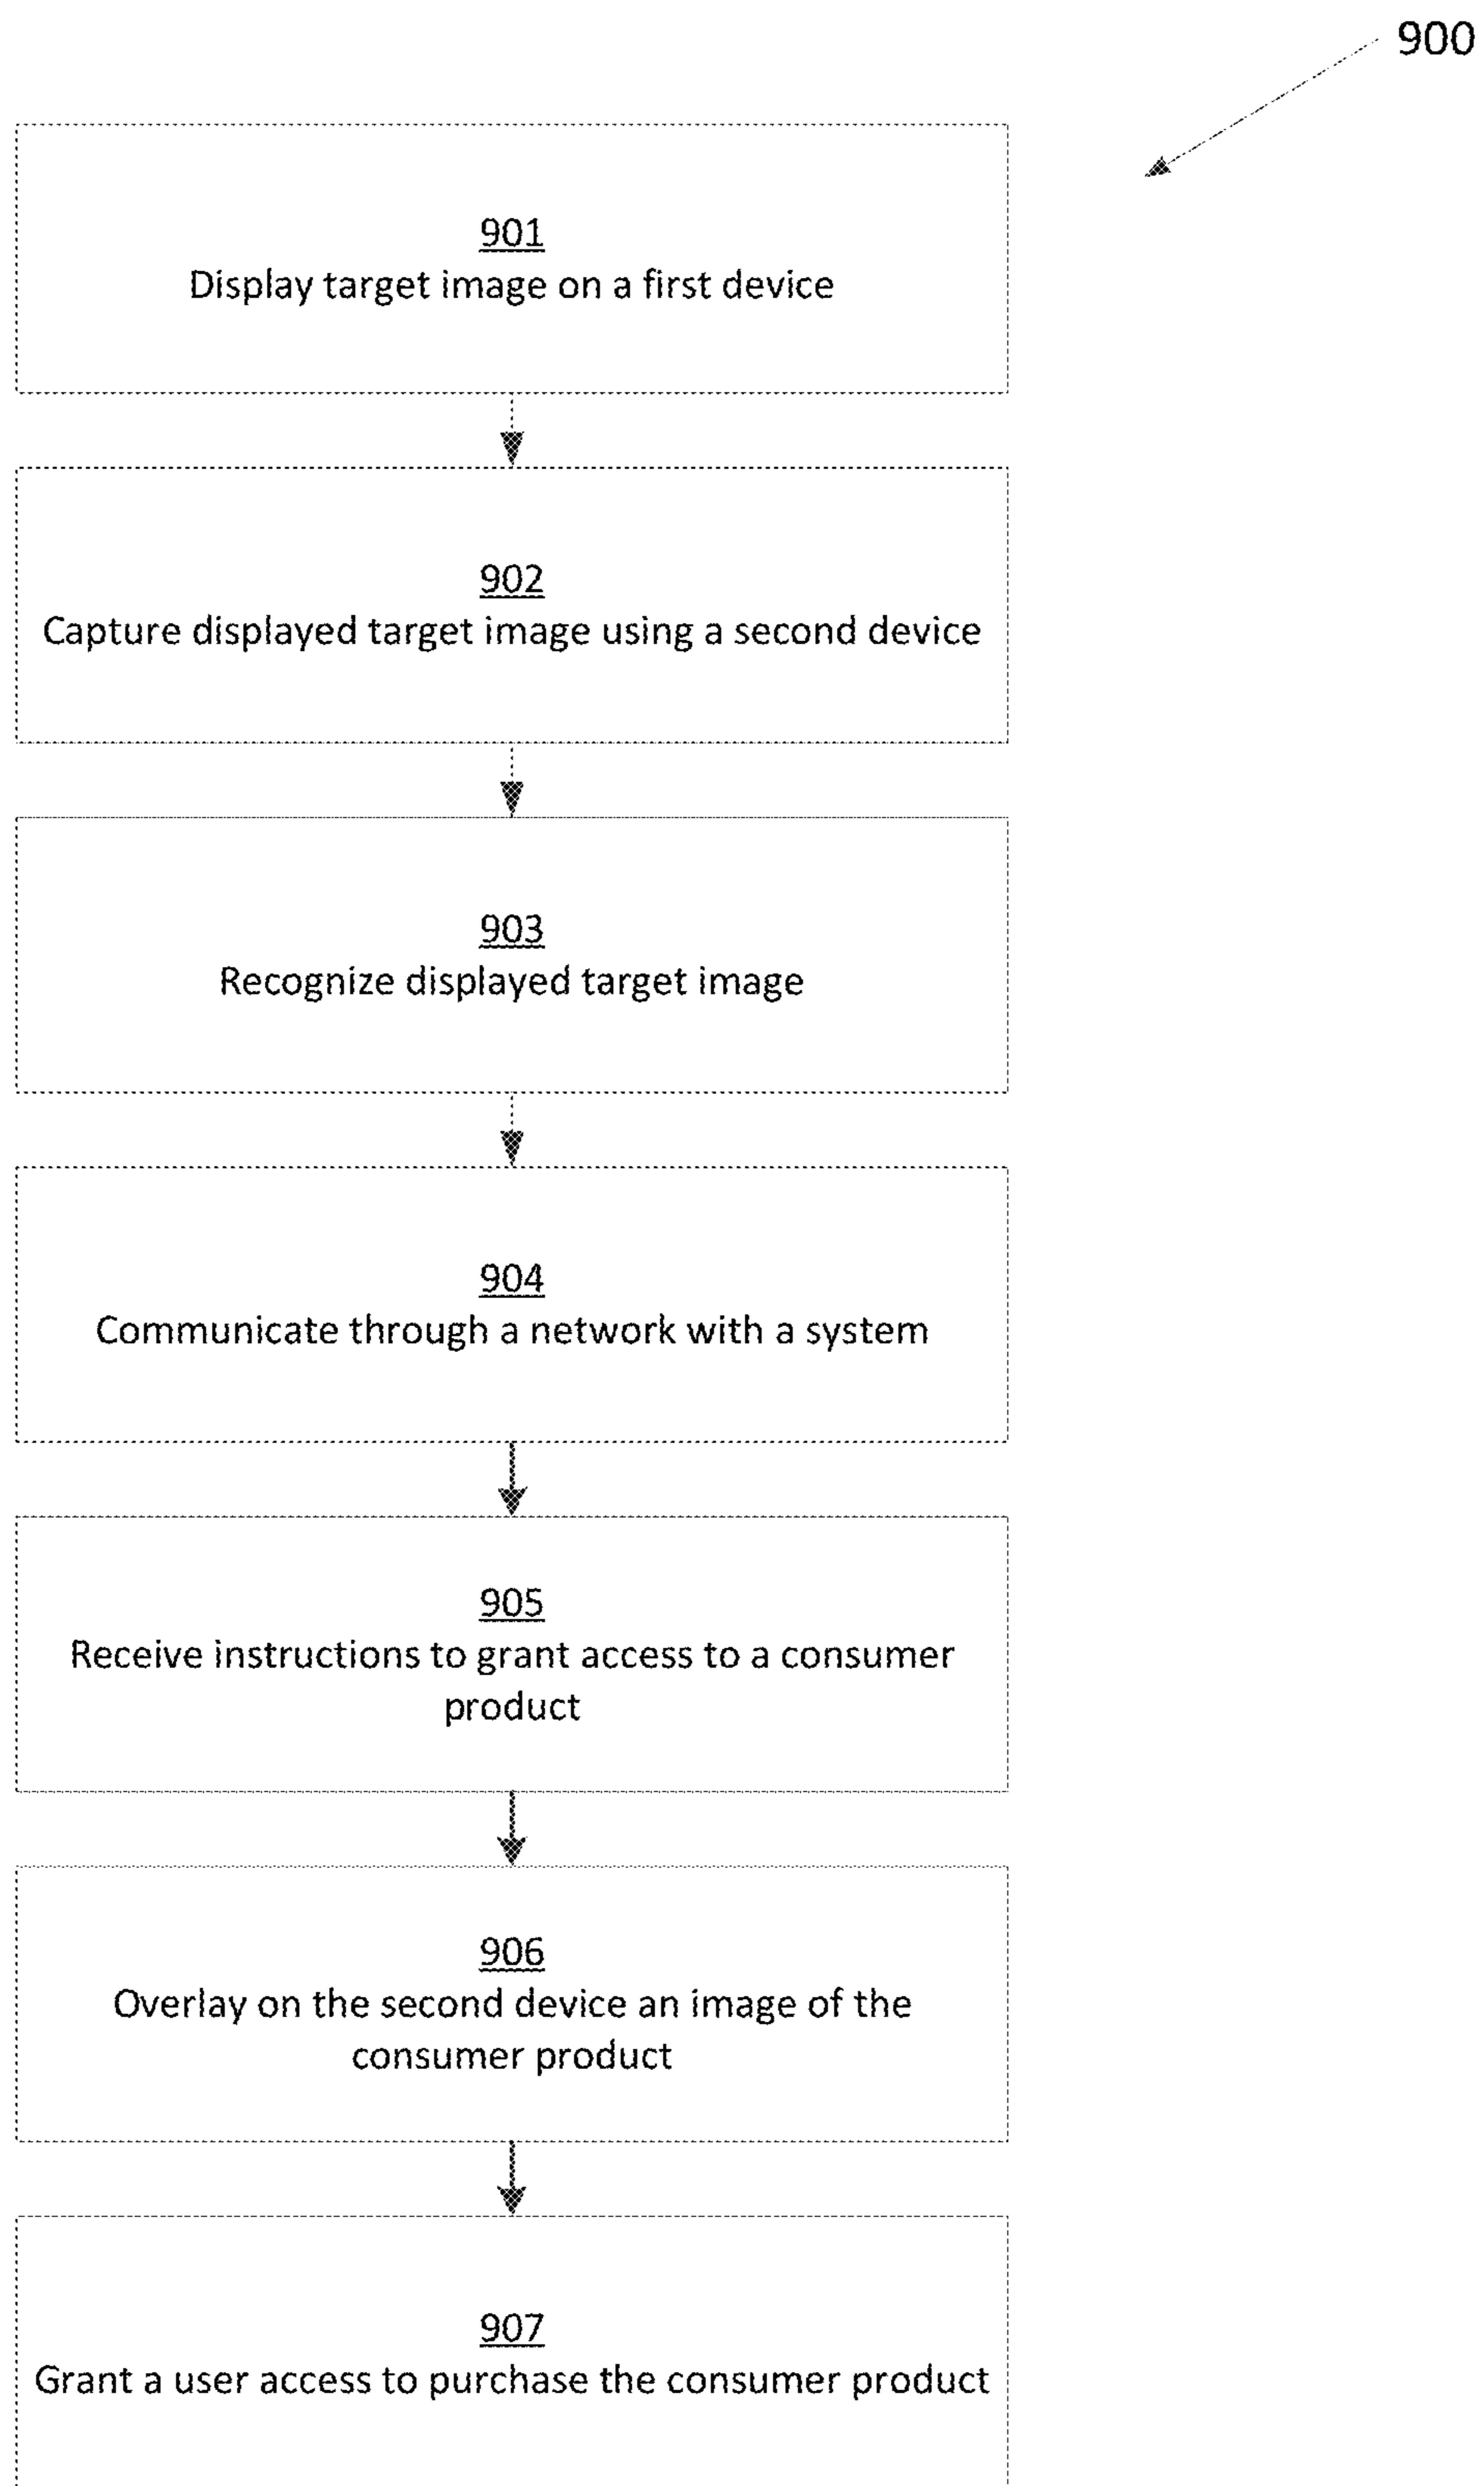 900
901
Display target image on a first device
902
Capture displayed target image using a second device
903
Recognize displayed target image
904
Communicate through a network with a system
905
Receive instructions to grant access to a consumer
product
906
Overlay on the second device an image of the
consumer product
907
Grant a user access to purchase the consumer product